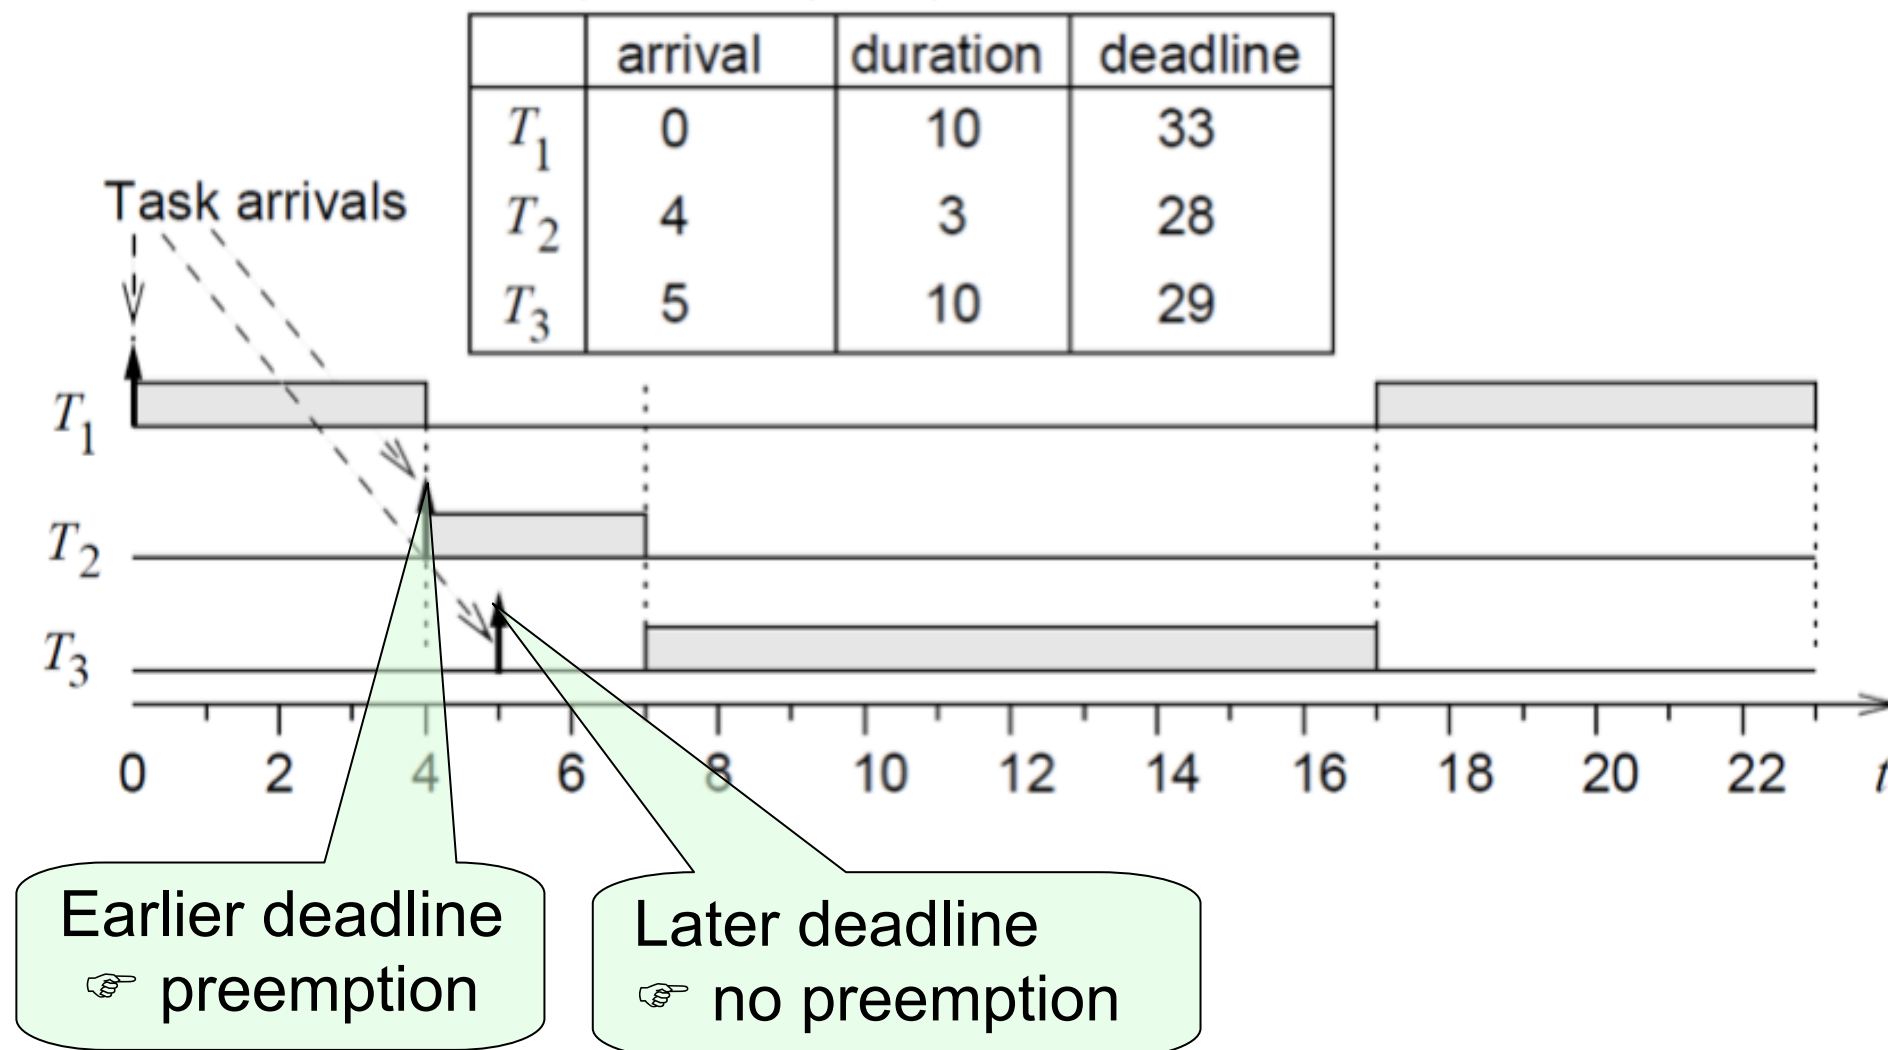 arrival duration deadline
T1 0 10 33
T2 4 3 28
T3 5 10 29
Task arrivals
T1
T2
T3
0 2 4 6 8 10 12 14 16 18 20 22 t
Earlier deadline
☞ preemption
Later deadline
☞ no preemption